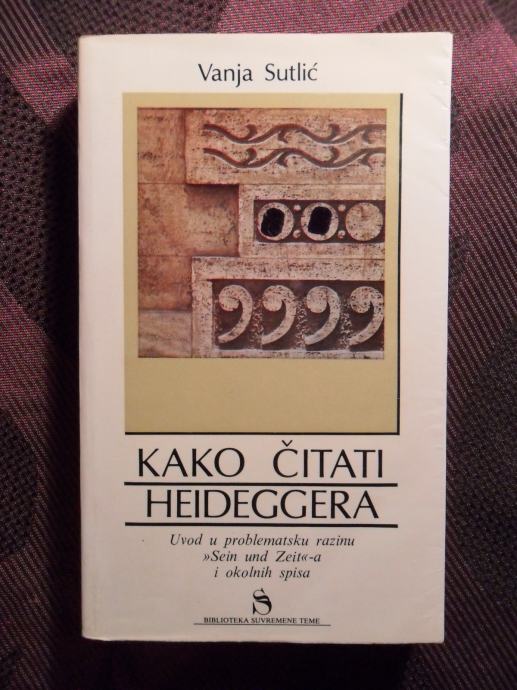 Vanja Sutlić
KAKO ČITATI
HEIDEGGERA
Uvod u problematsku razinu
»Sein und Zeit«-a
i okolnih spisa
S
BIBLIOTEKA SUVREMENE TEME